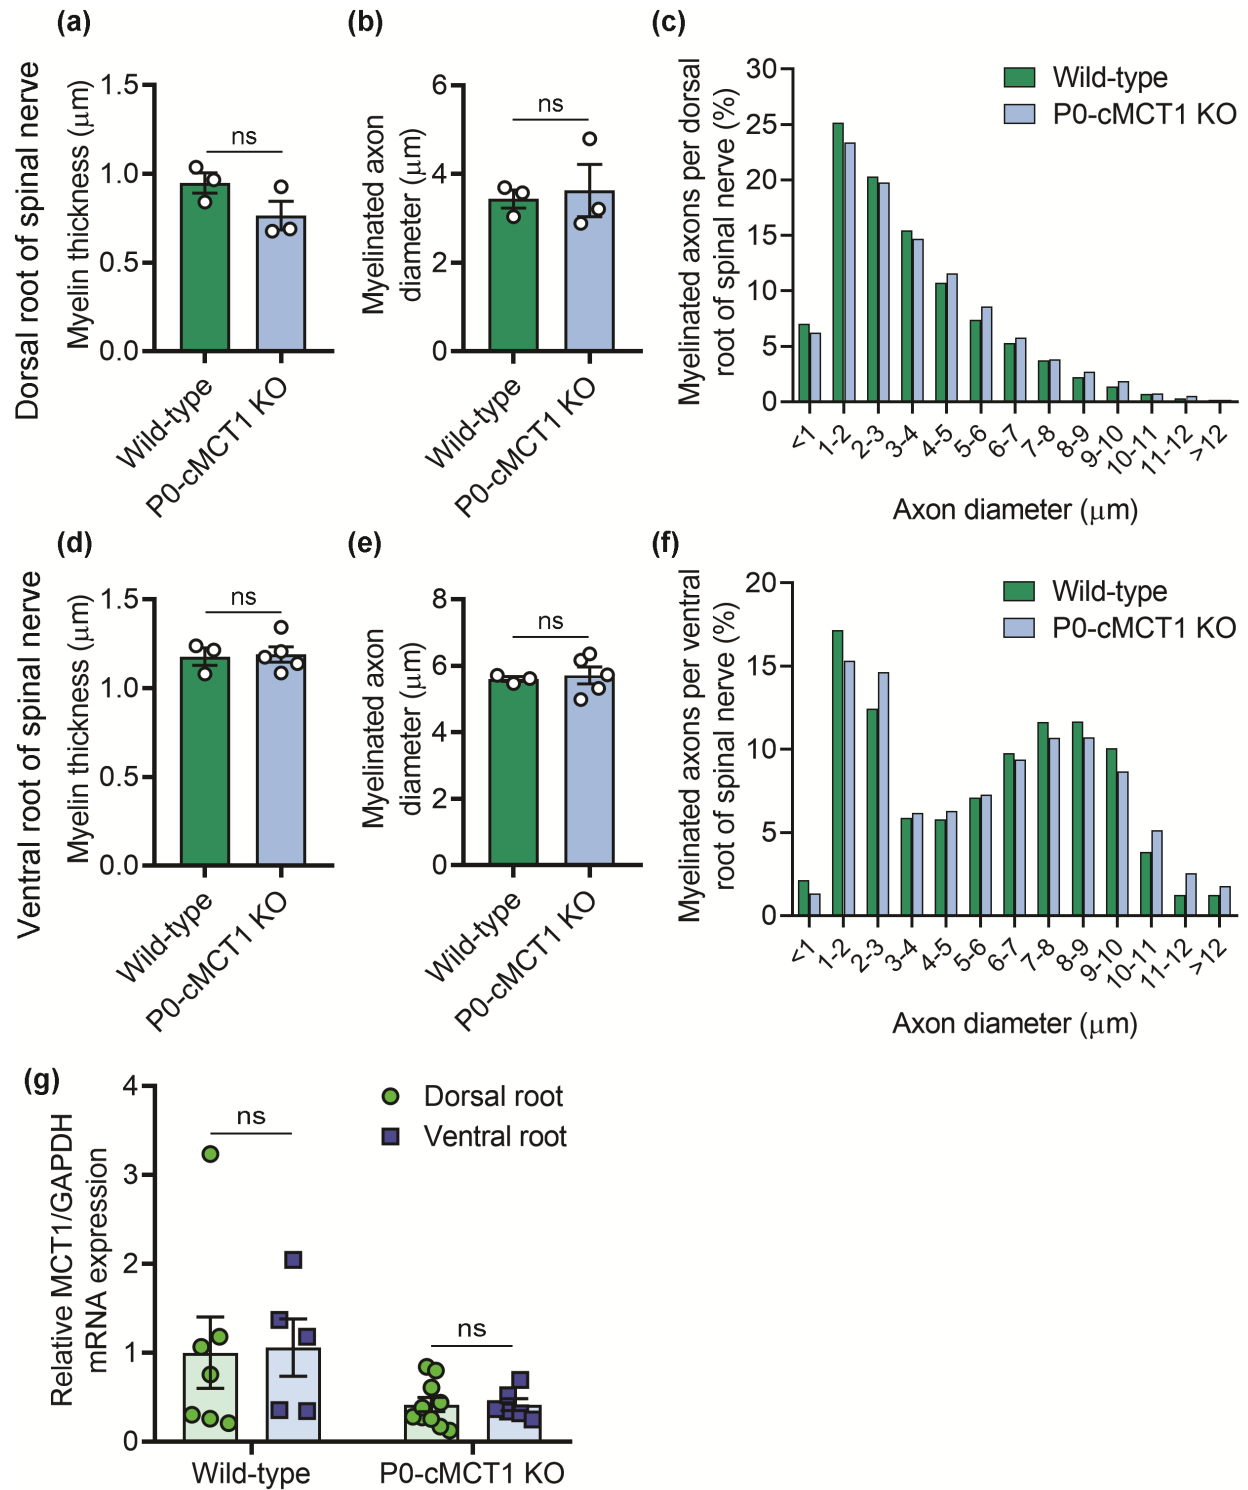 (a)
Dorsal root of spinal nerve
Myelin thickness (μm)
1.5
1.0
0.5
0.0
ns
Wild-type
P0-cMCT1 KO
(b)
Myelinated axon
diameter (μm)
6
4
2
0
ns
Wild-type
P0-cMCT1 KO
(c)
Myelinated axons per dorsal
root of spinal nerve (%)
30
25
20
15
10
5
0
Wild-type
P0-cMCT1 KO
<1
1-2
2-3
3-4
4-5
5-6
6-7
7-8
8-9
9-10
10-11
11-12
>12
Axon diameter (μm)
(d)
Ventral root of spinal nerve
Myelin thickness (μm)
1.5
1.0
0.5
0.0
ns
Wild-type
P0-cMCT1 KO
(e)
Myelinated axon
diameter (μm)
8
6
4
2
0
ns
Wild-type
P0-cMCT1 KO
(f)
Myelinated axons per ventral
root of spinal nerve (%)
20
15
10
5
0
Wild-type
P0-cMCT1 KO
<1
1-2
2-3
3-4
4-5
5-6
6-7
7-8
8-9
9-10
10-11
11-12
>12
Axon diameter (μm)
(g)
Relative MCT1/GAPDH
mRNA expression
4
3
2
1
0
ns
ns
Dorsal root
Ventral root
Wild-type
P0-cMCT1 KO